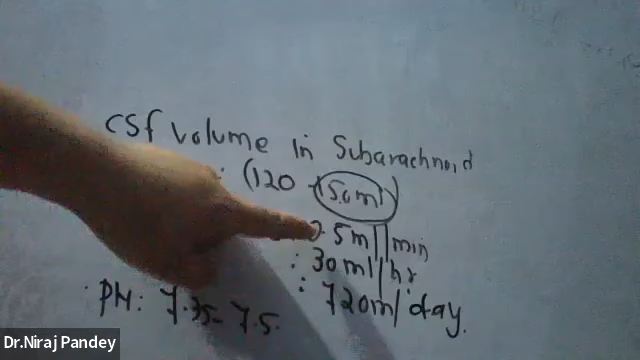 CSF volume in Subarachnoid
: (120 - 150ml)
.5ml/min
: 30ml/hr
: 720ml/day.
PH: 7.35- 7.5.
Dr.Niraj Pandey